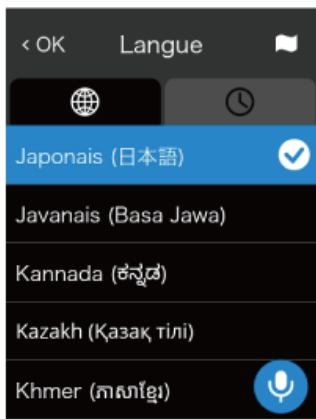 < OK Langue
Japonais (日本語)
Javanais (Basa Jawa)
Kannada (ಕನ್ನಡ)
Kazakh (Қазақ тілі)
Khmer (ភាសាខ្មែរ)